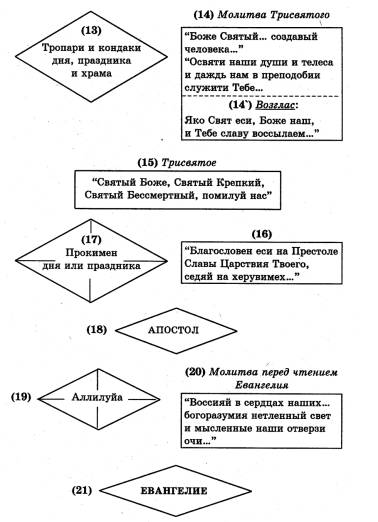 (13)
Тропари и кондаки
дня, праздника
и храма
(14) Молитва Трисвятого
“Боже Святый... создавый
человека...”
“Освяти наши души и телеса
и даждь нам в преподобии
служити Тебе...
(14`) Возглас:
Яко Свят еси, Боже наш,
и Тебе славу воссылаем...”
(15) Трисвятое
“Святый Боже, Святый Крепкий,
Святый Бессмертный, помилуй нас”
(17)
Прокимен
дня или праздника
(16)
“Благословен еси на Престоле
Славы Царствия Твоего,
седяй на херувимех...”
(18) АПОСТОЛ
(19) Аллилуйа
(20) Молитва перед чтением
Евангелия
“Воссияй в сердцах наших...
богоразумия нетленный свет
и мысленные наши отверзи
очи...”
(21) ЕВАНГЕЛИЕ